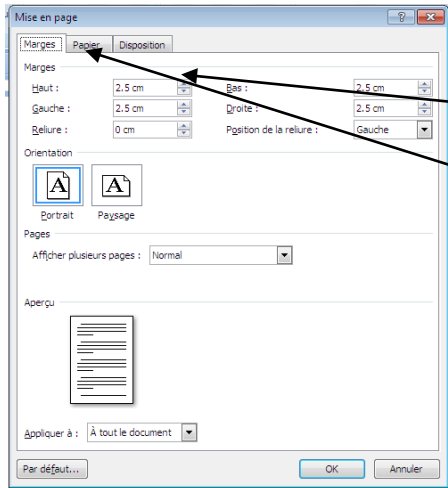 Mise en page
Marges Papier Disposition
Marges
Haut : 2.5 cm Bas : 2.5 cm
Gauche : 2.5 cm Droite : 2.5 cm
Reliure : 0 cm Position de la reliure : Gauche
Orientation
A A
Portrait Paysage
Pages
Afficher plusieurs pages : Normal
Aperçu
Appliquer à : À tout le document
Par défaut... OK Annuler